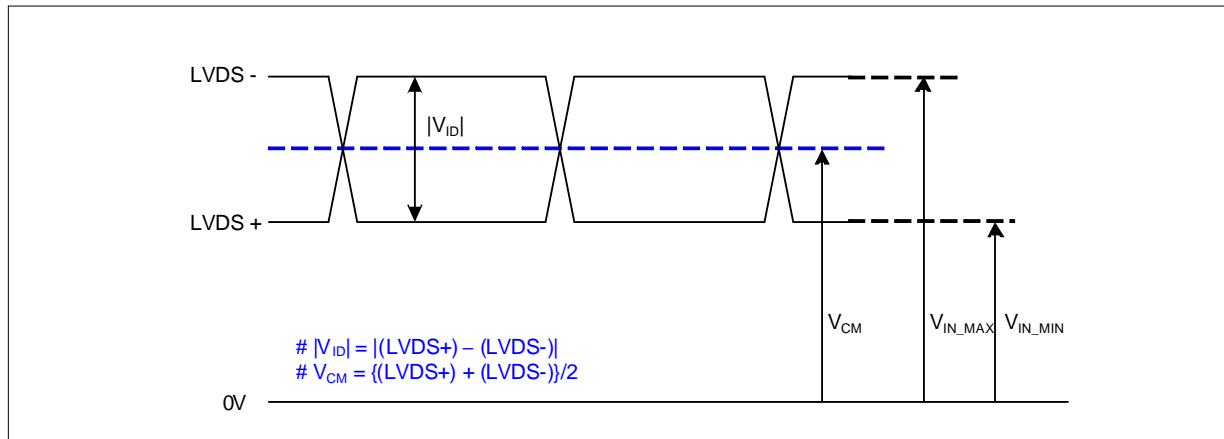 LVDS -
|VID|
LVDS +
VCM
VIN_MAX
VIN_MIN
# |VID| = |(LVDS+) – (LVDS-)|
# VCM = {(LVDS+) + (LVDS-)}/2
0V